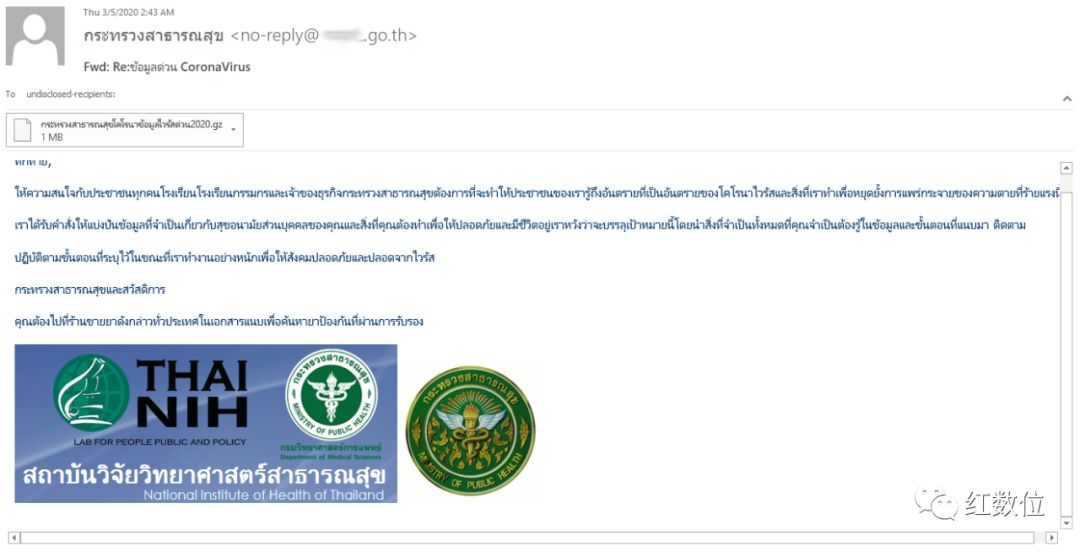 Thu 3/5/2020 2:43 AM
กระทรวงสาธารณสุข <no-reply@ .go.th>
Fwd: Re:ข้อมูลด่วน CoronaVirus
To undisclosed-recipients:
กระทรวงสาธารณสุขโคโรนาข้อมูลไวรัสด่วน2020.gz
1 MB
ให้ความสนใจกับประชาชนทุกคนโรงเรียนโรงเรียนกรรมกรและเจ้าของธุรกิจกระทรวงสาธารณสุขต้องการที่จะทำให้ประชาชนของเรารู้ถึงอันตรายที่เป็นอันตรายของโคโรนาไวรัสและสิ่งที่เราทำเพื่อหยุดยั้งการแพร่กระจายของความตายที่ร้ายแรงนี้
เราได้รับคำสั่งให้แบ่งปันข้อมูลที่จำเป็นเกี่ยวกับสุขอนามัยส่วนบุคคลของคุณและสิ่งที่คุณต้องทำเพื่อให้ปลอดภัยและมีชีวิตอยู่เราหวังว่าจะบรรลุเป้าหมายนี้โดยนำสิ่งที่จำเป็นทั้งหมดที่คุณจำเป็นต้องรู้ในข้อมูลและขั้นตอนที่แนบมา ติดตาม
ปฏิบัติตามขั้นตอนที่ระบุไว้ในขณะที่เราทำงานอย่างหนักเพื่อให้สังคมปลอดภัยและปลอดจากไวรัส
กระทรวงสาธารณสุขและสวัสดิการ
คุณต้องไปที่ร้านขายยาดังกล่าวทั่วประเทศในเอกสารแนบเพื่อค้นหายาป้องกันที่ผ่านการรับรอง
THAI
NIH
LAB FOR PEOPLE PUBLIC AND POLICY
กระทรวงสาธารณสุข
MINISTRY OF PUBLIC HEALTH
กรมวิทยาศาสตร์การแพทย์
Department of Medical Sciences
สถาบันวิจัยวิทยาศาสตร์สาธารณสุข
National Institute of Health of Thailand
กระทรวงสาธารณสุข
MINISTRY OF PUBLIC HEALTH
红数位